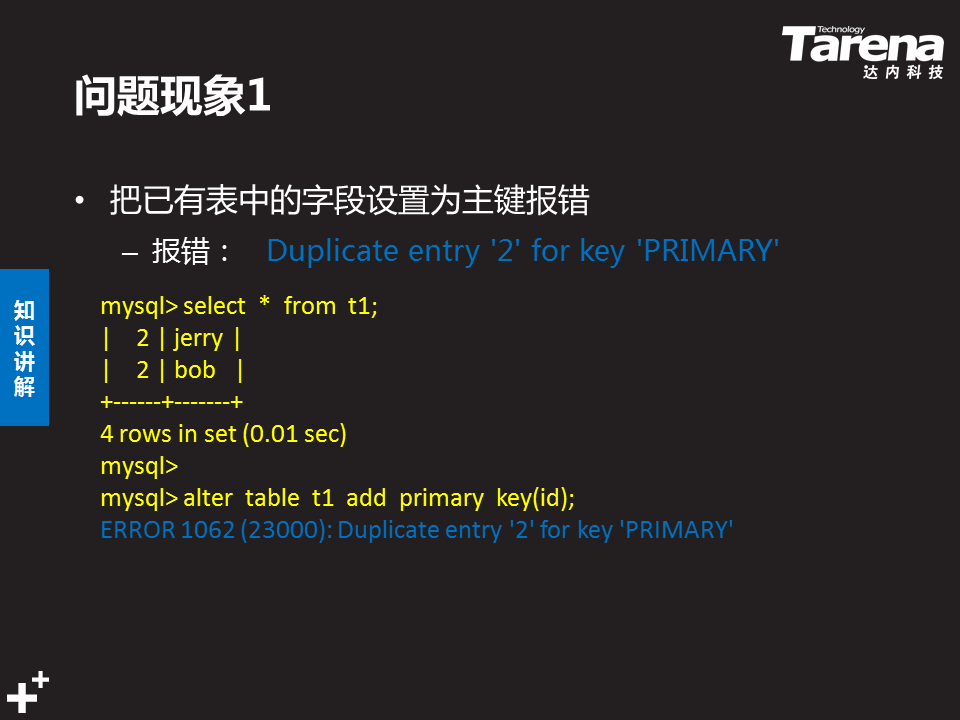 Technology
Tarena
达内科技
问题现象1
• 把已有表中的字段设置为主键报错
– 报错： Duplicate entry '2' for key 'PRIMARY'
知识讲解
mysql> select * from t1;
| 2 | jerry |
| 2 | bob |
+------+-------+
4 rows in set (0.01 sec)
mysql>
mysql> alter table t1 add primary key(id);
ERROR 1062 (23000): Duplicate entry '2' for key 'PRIMARY'